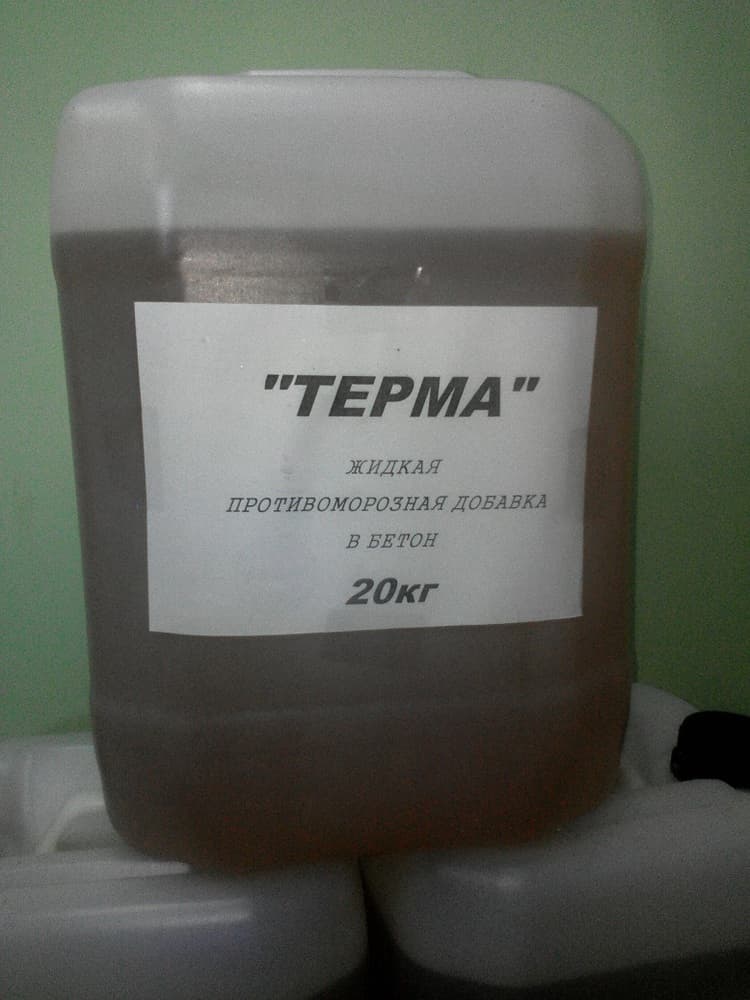 "ТЕРМА"
ЖИДКАЯ
ПРОТИВОМОРОЗНАЯ ДОБАВКА
В БЕТОН
20кг